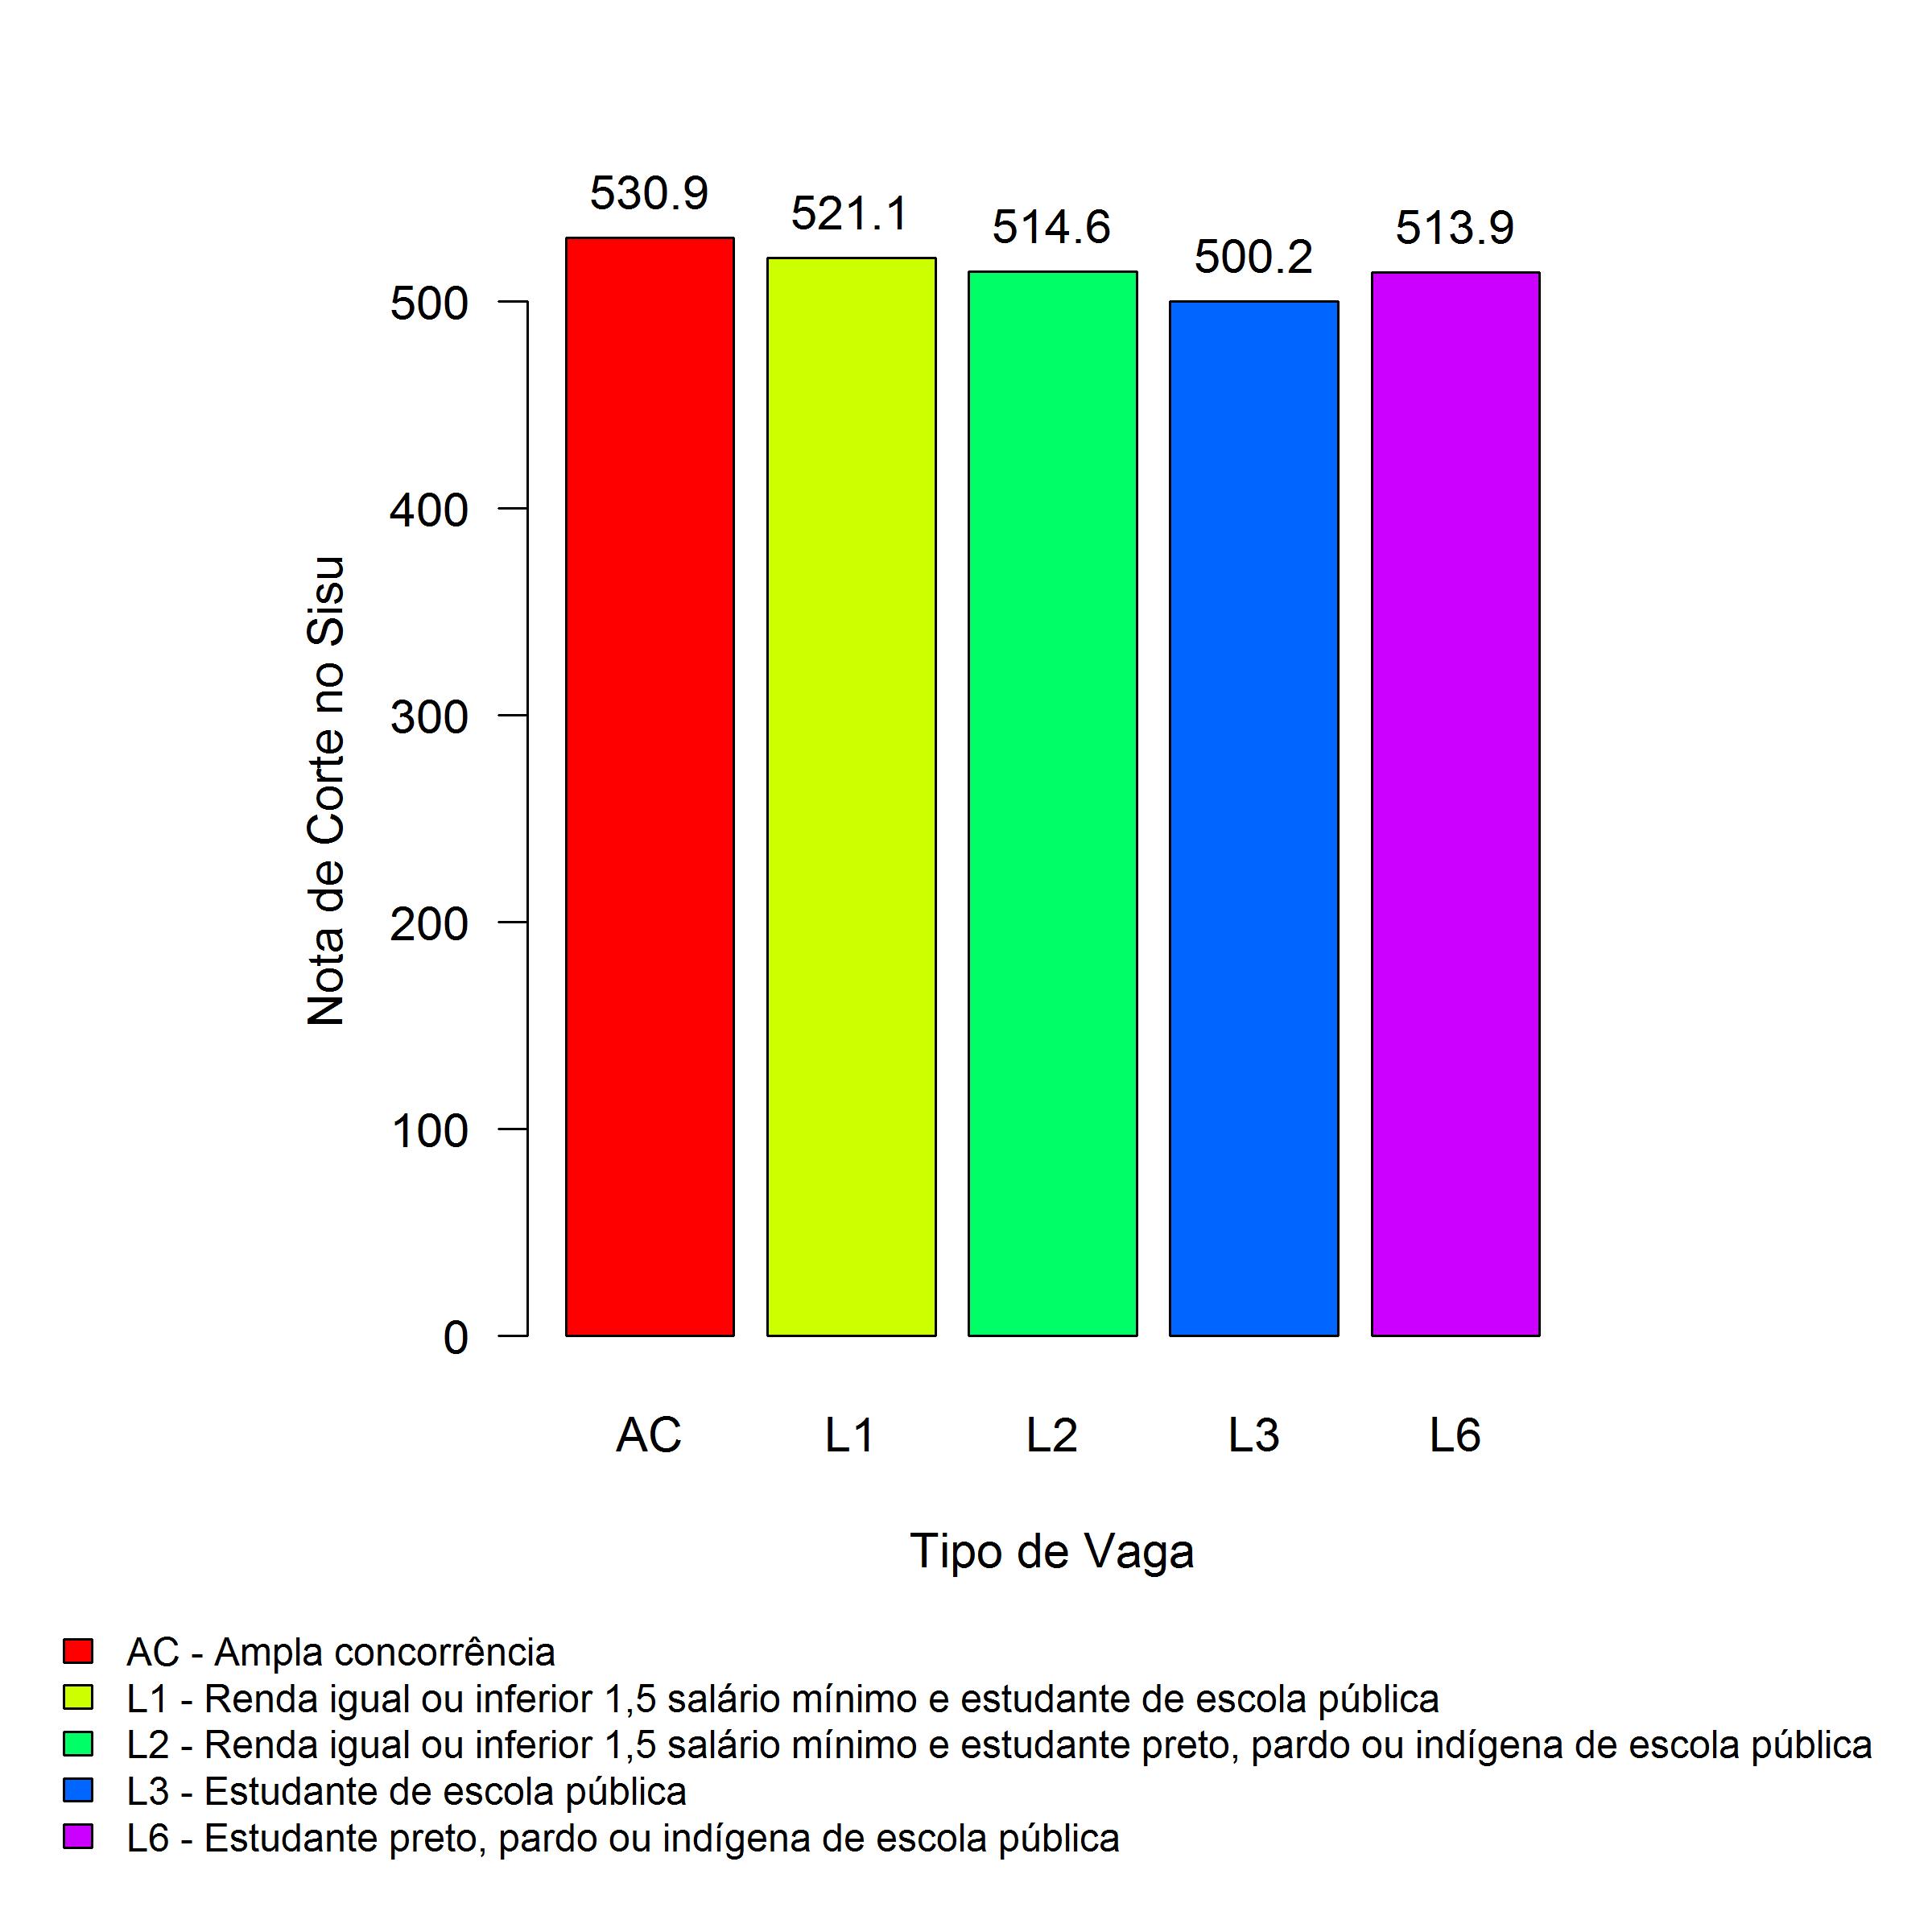 530.9
521.1
514.6
500.2
513.9
500
400
300
200
100
0
Nota de Corte no Sisu
AC
L1
L2
L3
L6
Tipo de Vaga
AC - Ampla concorrência
L1 - Renda igual ou inferior 1,5 salário mínimo e estudante de escola pública
L2 - Renda igual ou inferior 1,5 salário mínimo e estudante preto, pardo ou indígena de escola pública
L3 - Estudante de escola pública
L6 - Estudante preto, pardo ou indígena de escola pública